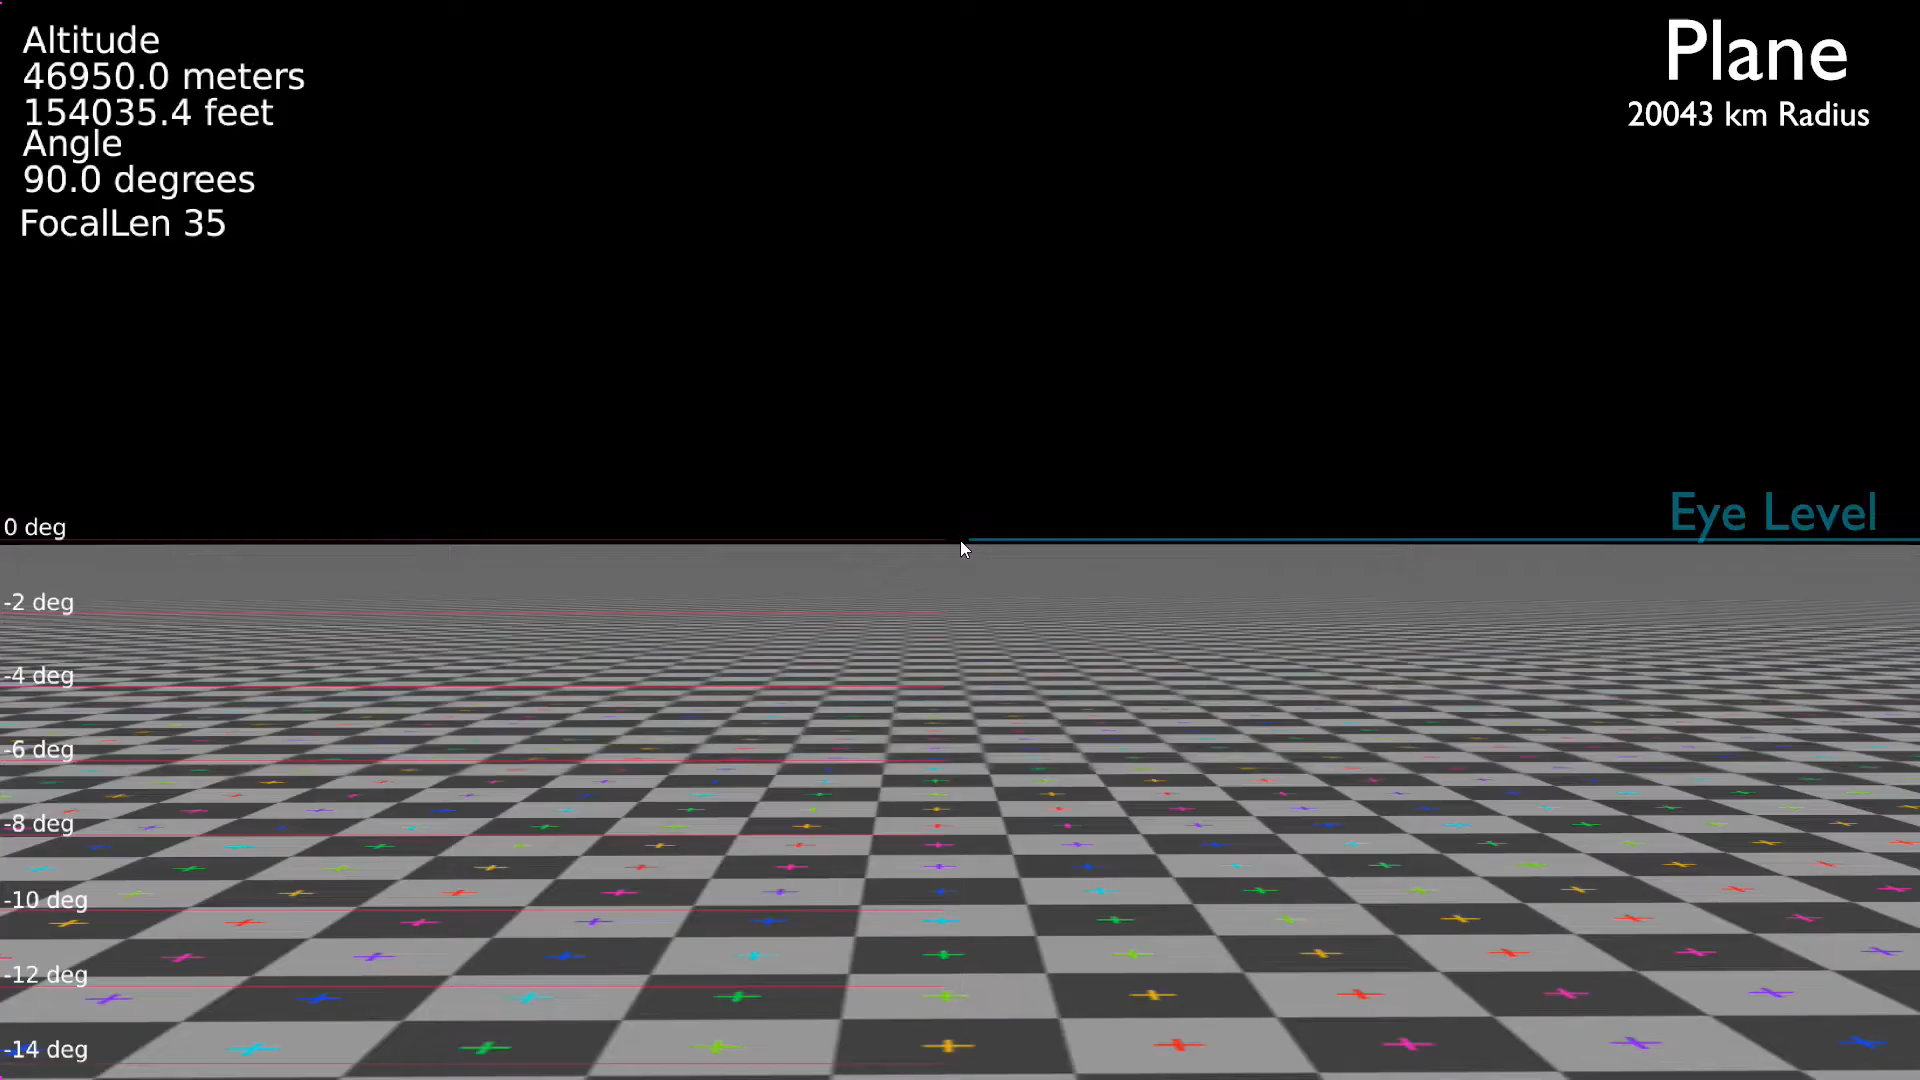 Altitude
46950.0 meters
154035.4 feet
Angle
90.0 degrees
FocalLen 35
Plane
20043 km Radius
Eye Level
0 deg
-2 deg
-4 deg
-6 deg
-8 deg
-10 deg
-12 deg
-14 deg